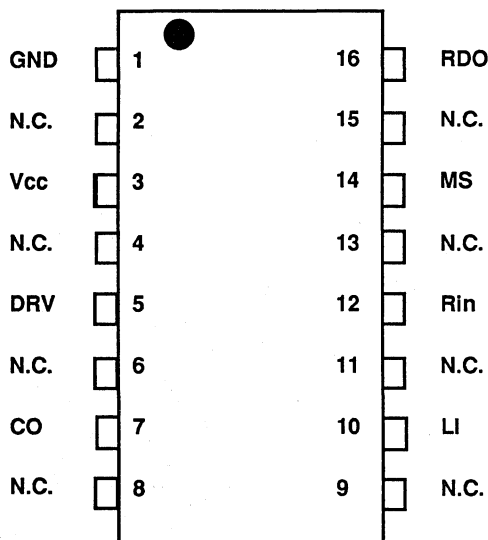 GND 1 16 RDO
N.C. 2 15 N.C.
Vcc 3 14 MS
N.C. 4 13 N.C.
DRV 5 12 Rin
N.C. 6 11 N.C.
CO 7 10 LI
N.C. 8 9 N.C.